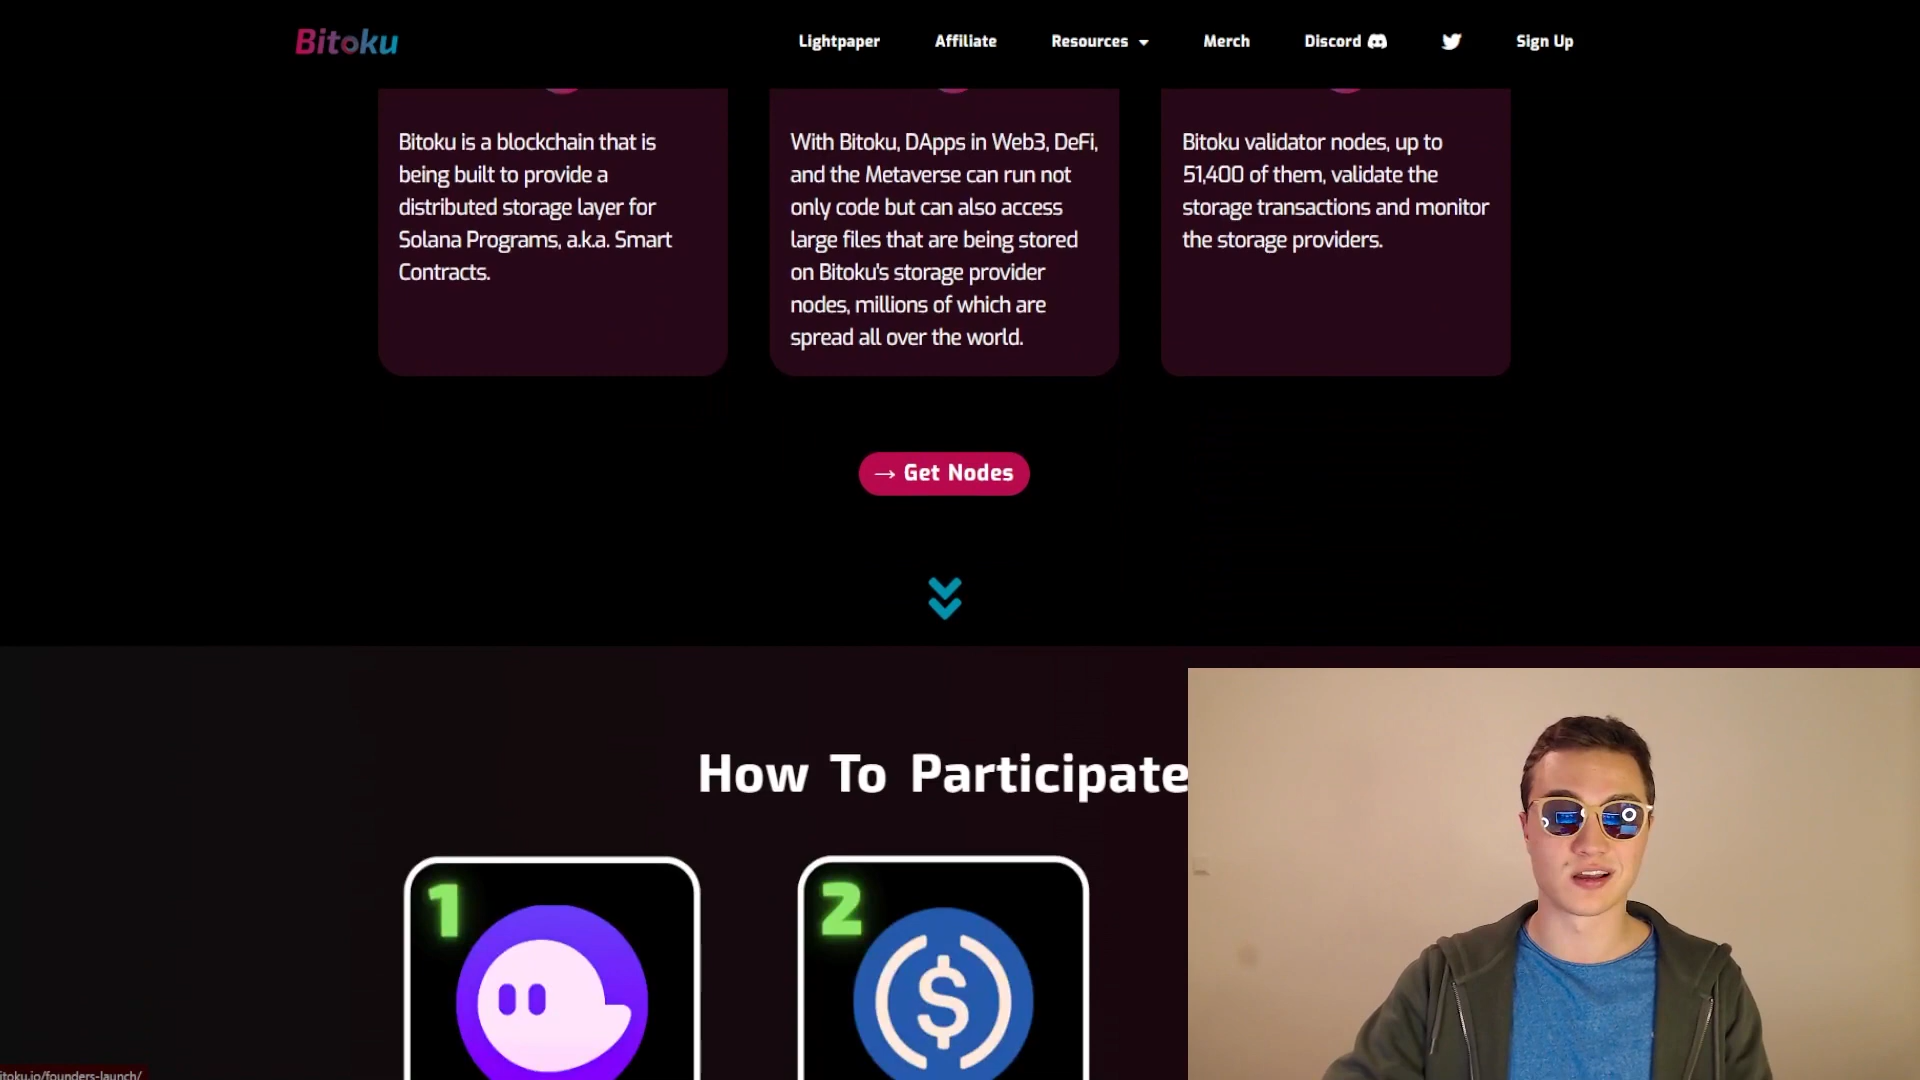 Bitoku
Lightpaper
Affiliate
Resources
Merch
Discord
Sign Up
Bitoku is a blockchain that is
being built to provide a
distributed storage layer for
Solana Programs, a.k.a. Smart
Contracts.
With Bitoku, DApps in Web3, DeFi,
and the Metaverse can run not
only code but can also access
large files that are being stored
on Bitoku's storage provider
nodes, millions of which are
spread all over the world.
Bitoku validator nodes, up to
51,400 of them, validate the
storage transactions and monitor
the storage providers.
→ Get Nodes
How To Participate
1
2
itoku.io/founders-launch/